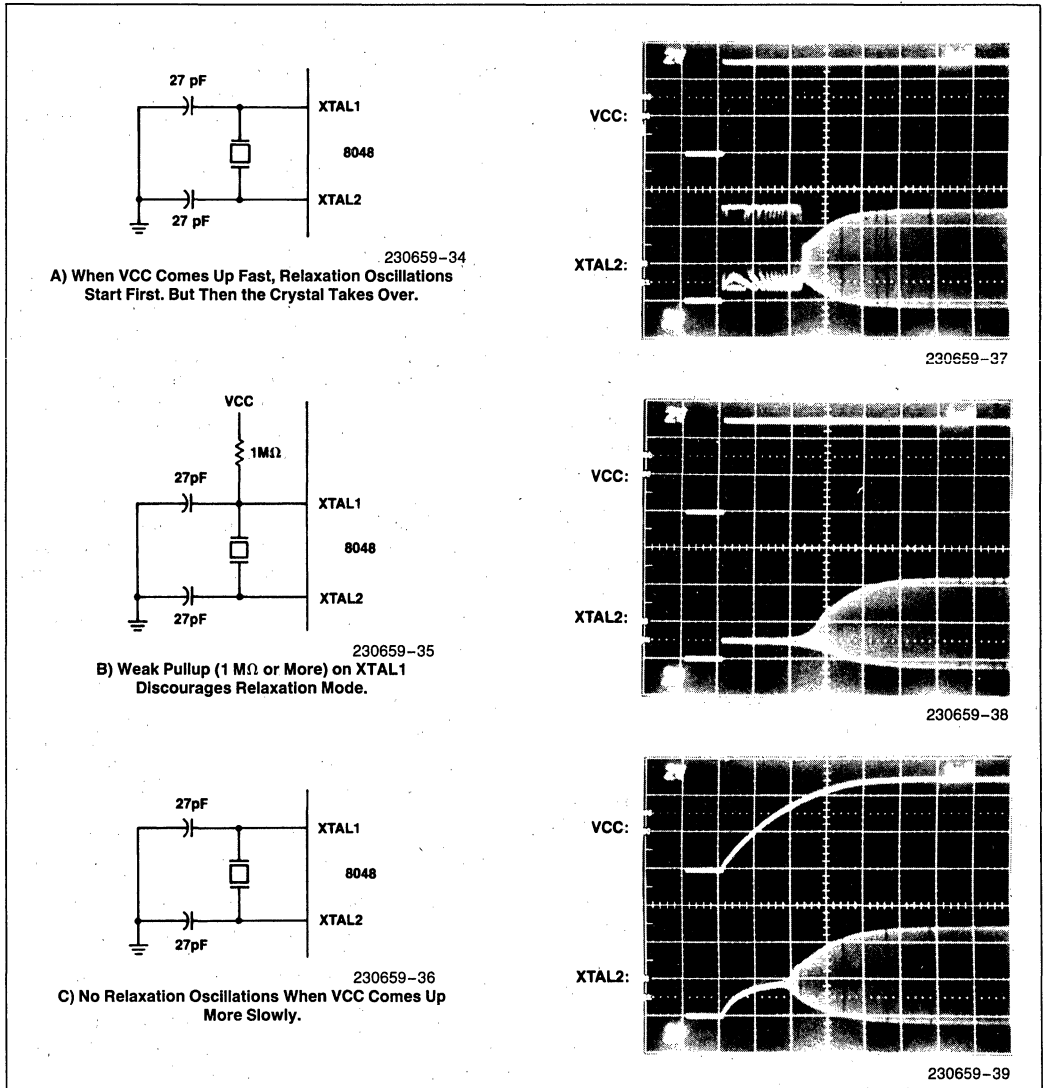 27 pF
XTAL1
8048
XTAL2
27 pF
230659-34
A) When VCC Comes Up Fast, Relaxation Oscillations
Start First. But Then the Crystal Takes Over.
VCC:
XTAL2:
230659-37
VCC
1MΩ
27pF
XTAL1
8048
XTAL2
27pF
230659-35
B) Weak Pullup (1 MΩ or More) on XTAL1
Discourages Relaxation Mode.
VCC:
XTAL2:
230659-38
27pF
XTAL1
8048
XTAL2
27pF
230659-36
C) No Relaxation Oscillations When VCC Comes Up
More Slowly.
VCC:
XTAL2:
230659-39